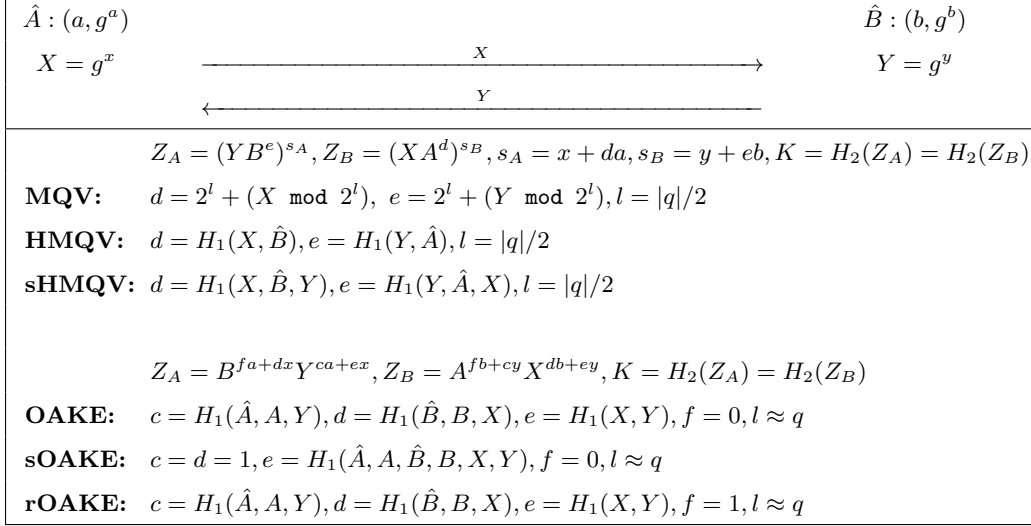 Â : (a, g^a) B̂ : (b, g^b)
X = g^x X Y = g^y
Y
Z_A = (YB^e)^{s_A}, Z_B = (XA^d)^{s_B}, s_A = x + da, s_B = y + eb, K = H_2(Z_A) = H_2(Z_B)
MQV: d = 2^l + (X mod 2^l), e = 2^l + (Y mod 2^l), l = |q|/2
HMQV: d = H_1(X, B̂), e = H_1(Y, Â), l = |q|/2
sHMQV: d = H_1(X, B̂, Y), e = H_1(Y, Â, X), l = |q|/2
Z_A = B^{fa+dx}Y^{ca+ex}, Z_B = A^{fb+cy}X^{db+ey}, K = H_2(Z_A) = H_2(Z_B)
OAKE: c = H_1(Â, A, Y), d = H_1(B̂, B, X), e = H_1(X, Y), f = 0, l ≈ q
sOAKE: c = d = 1, e = H_1(Â, A, B̂, B, X, Y), f = 0, l ≈ q
rOAKE: c = H_1(Â, A, Y), d = H_1(B̂, B, X), e = H_1(X, Y), f = 1, l ≈ q